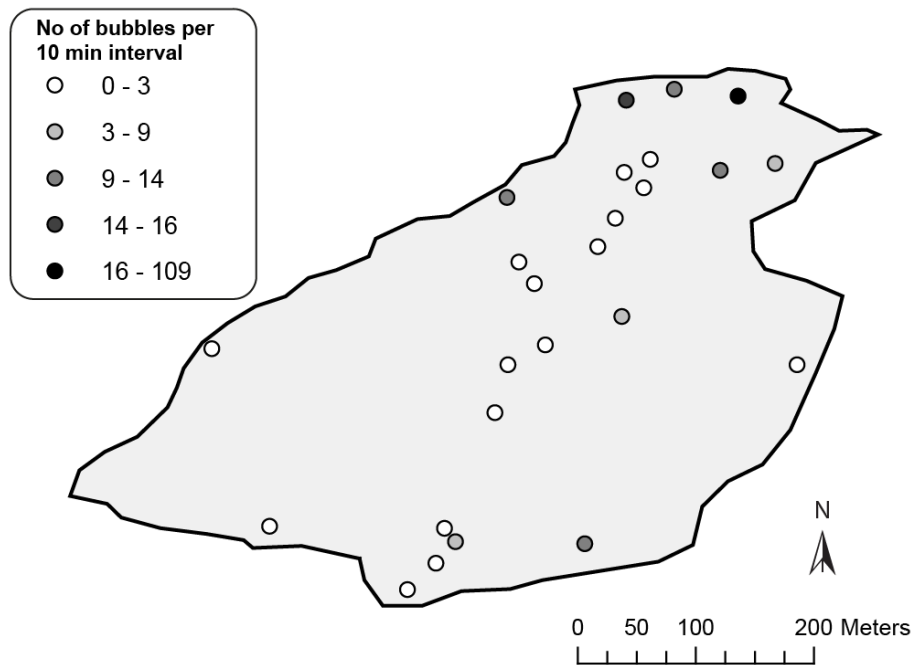 No of bubbles per
10 min interval
0 - 3
3 - 9
9 - 14
14 - 16
16 - 109
N
0 50 100 200 Meters